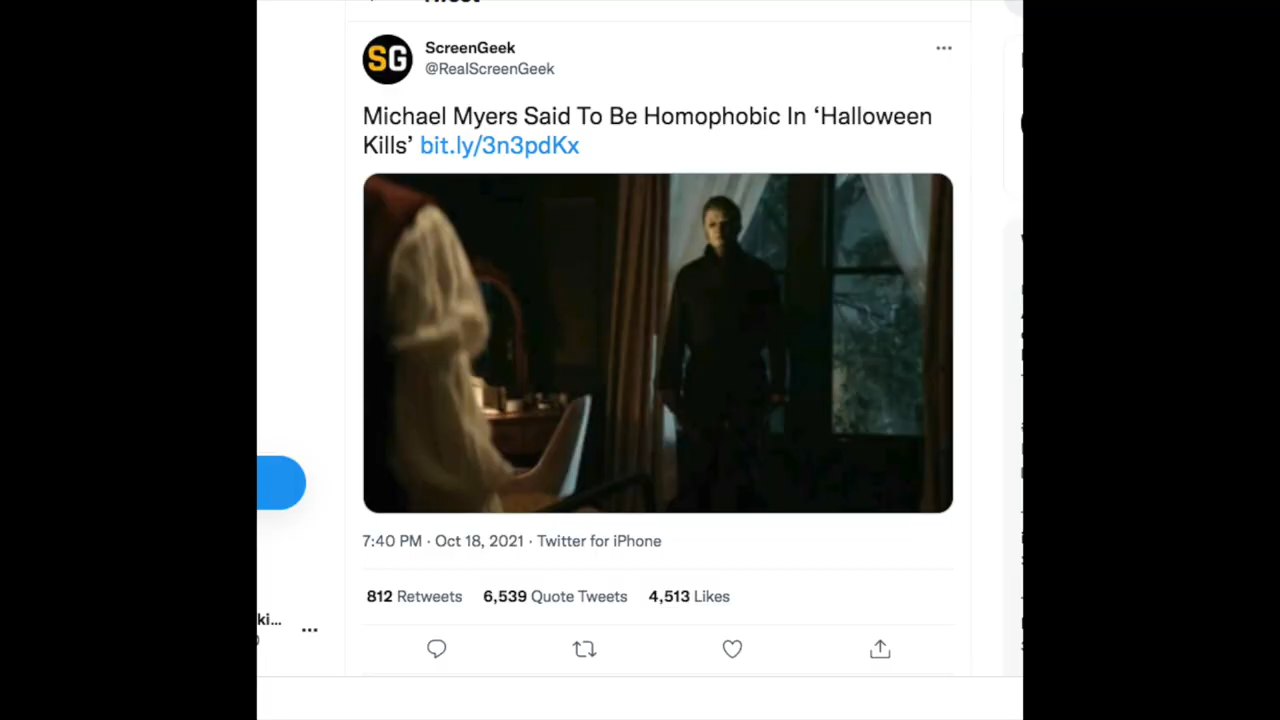 SG
ScreenGeek
@RealScreenGeek
Michael Myers Said To Be Homophobic In ‘Halloween
Kills’ bit.ly/3n3pdKx
7:40 PM · Oct 18, 2021 · Twitter for iPhone
812 Retweets 6,539 Quote Tweets 4,513 Likes
ki...